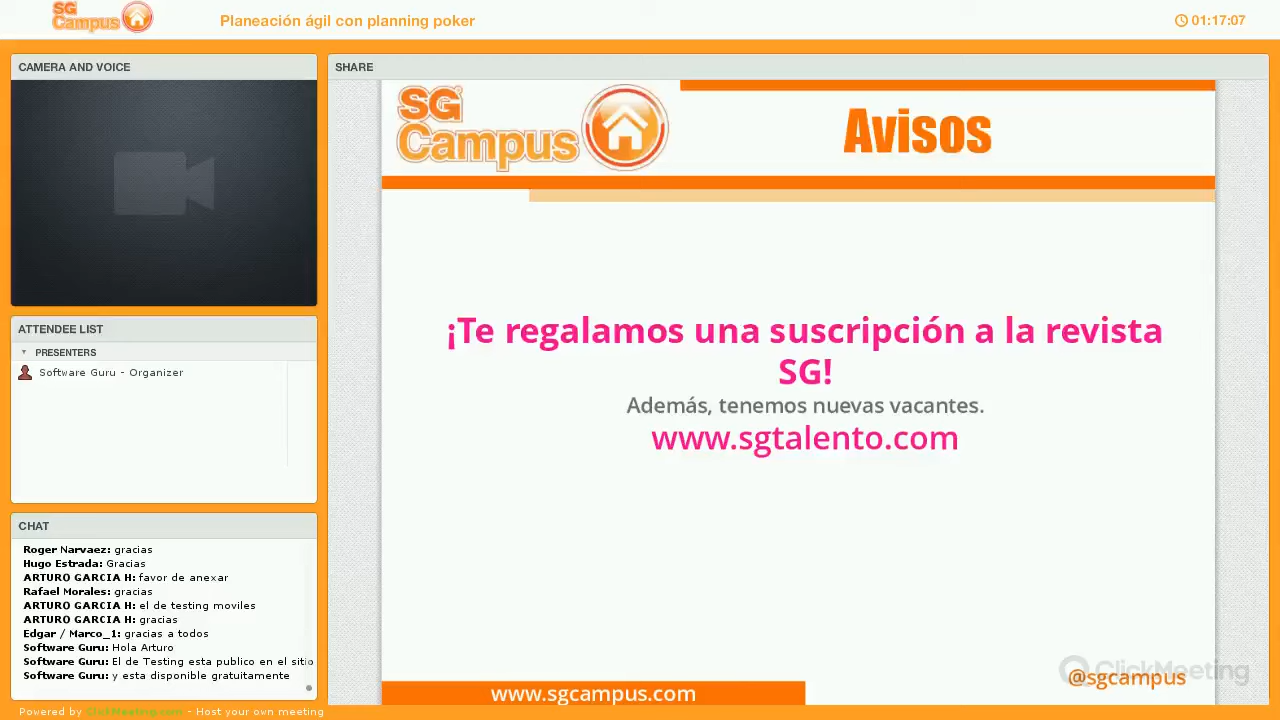 SG Campus
Planeación ágil con planning poker
01:17:07
CAMERA AND VOICE
ATTENDEE LIST
PRESENTERS
Software Guru - Organizer
CHAT
Roger Narvaez: gracias
Hugo Estrada: Gracias
ARTURO GARCIA H: favor de anexar
Rafael Morales: gracias
ARTURO GARCIA H: el de testing moviles
ARTURO GARCIA H: gracias
Edgar / Marco_1: gracias a todos
Software Guru: Hola Arturo
Software Guru: El de Testing esta publico en el sitio
Software Guru: y esta disponible gratuitamente
Powered by ClickMeeting.com - Host your own meeting
SHARE
SG
Campus
Avisos
¡Te regalamos una suscripción a la revista
SG!
Además, tenemos nuevas vacantes.
www.sgtalento.com
www.sgcampus.com
ClickMeeting
@sgcampus